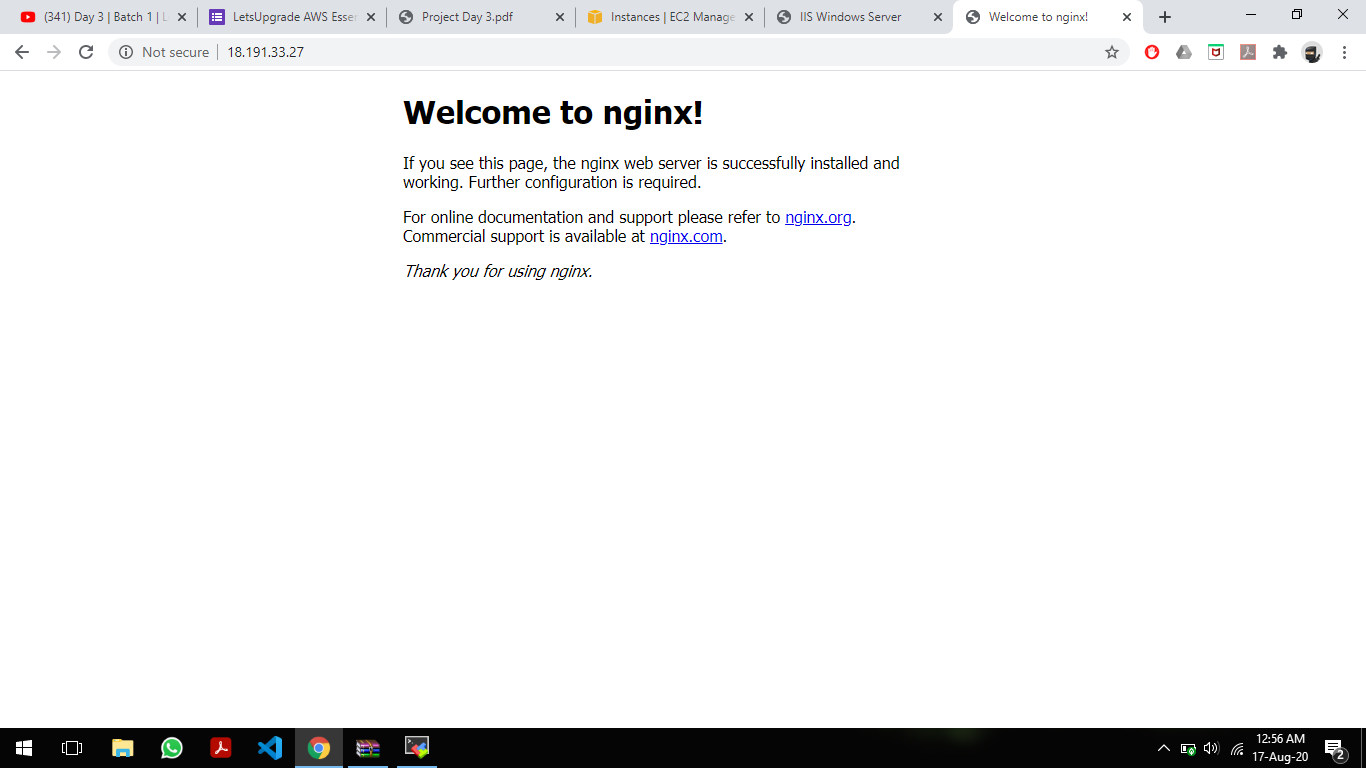 (341) Day 3 | Batch 1 |
LetsUpgrade AWS Esse
Project Day 3.pdf
Instances | EC2 Manage
IIS Windows Server
Welcome to nginx!
Not secure
18.191.33.27
Welcome to nginx!
If you see this page, the nginx web server is successfully installed and
working. Further configuration is required.
For online documentation and support please refer to nginx.org.
Commercial support is available at nginx.com.
Thank you for using nginx.
12:56 AM
17-Aug-20
2